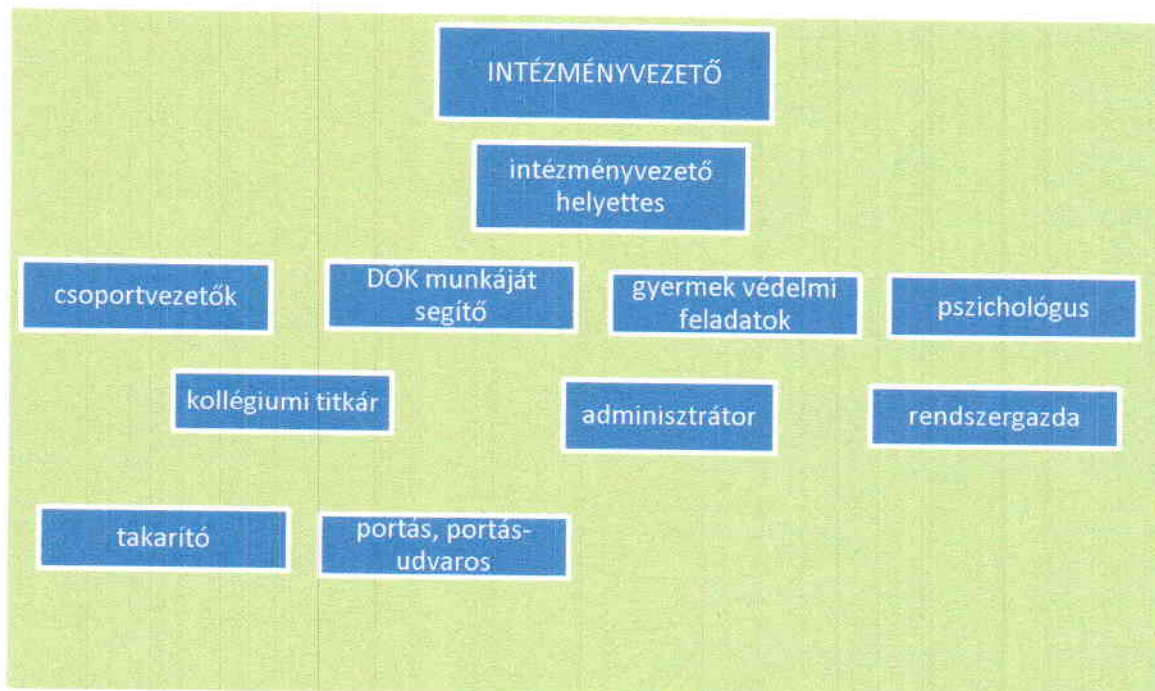 INTÉZMÉNYVEZETŐ
intézményvezető
helyettes
csoportvezetők
DÖK munkáját
segítő
gyermek védelmi
feladatok
pszichológus
kollégiumi titkár
adminisztrátor
rendszergazda
takarító
portás, portás-
udvaros